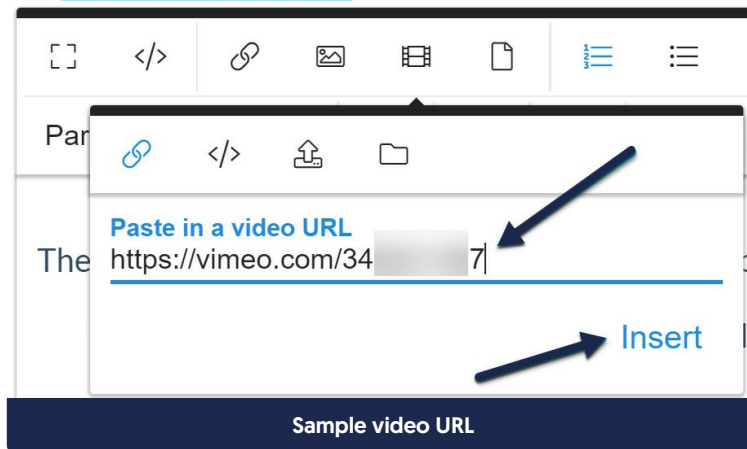 </>
Par
</>
Paste in a video URL
The https://vimeo.com/34 7
Insert
Sample video URL